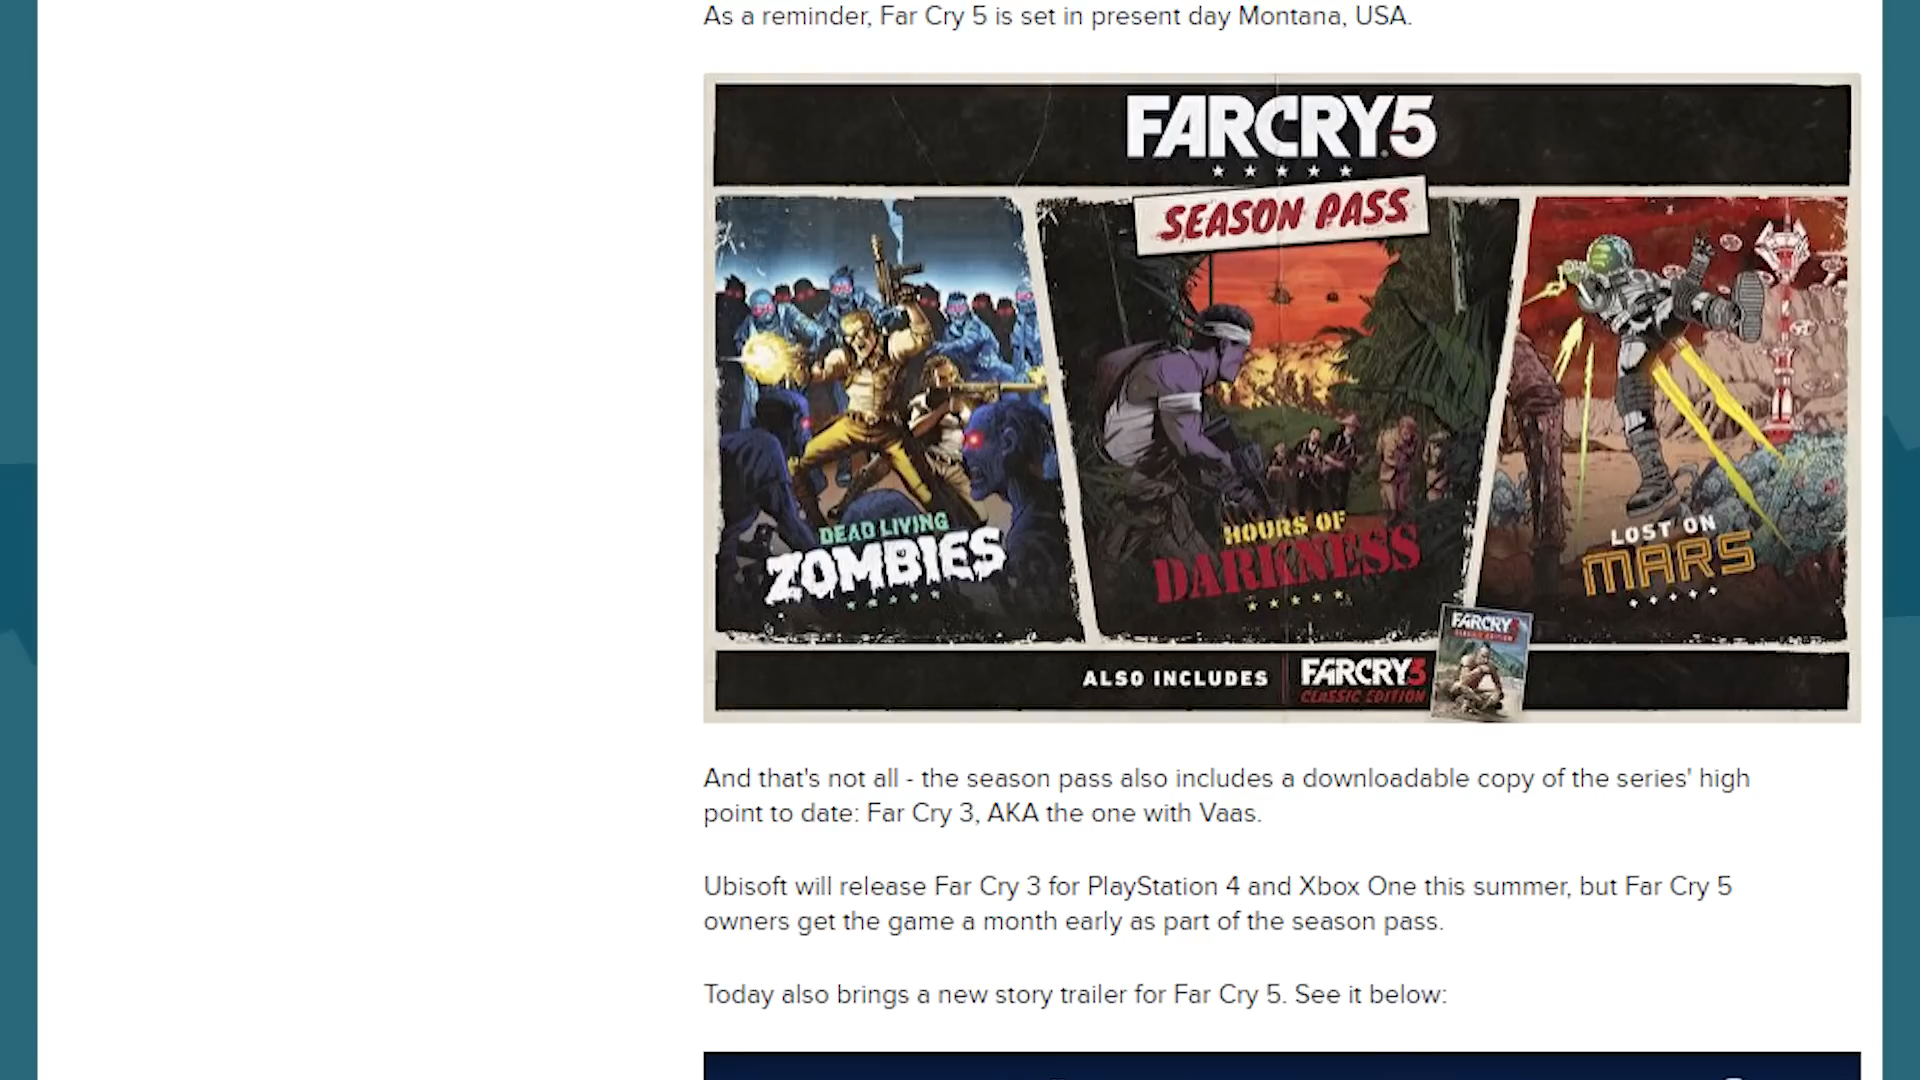 As a reminder, Far Cry 5 is set in present day Montana, USA.
FARCRY5
SEASON PASS
DEAD LIVING
ZOMBIES
HOURS OF
DARKNESS
LOST ON
MARS
ALSO INCLUDES
FARCRY3
CLASSIC EDITION
FARCRY3
CLASSIC EDITION
And that's not all - the season pass also includes a downloadable copy of the series' high
point to date: Far Cry 3, AKA the one with Vaas.
Ubisoft will release Far Cry 3 for PlayStation 4 and Xbox One this summer, but Far Cry 5
owners get the game a month early as part of the season pass.
Today also brings a new story trailer for Far Cry 5. See it below: